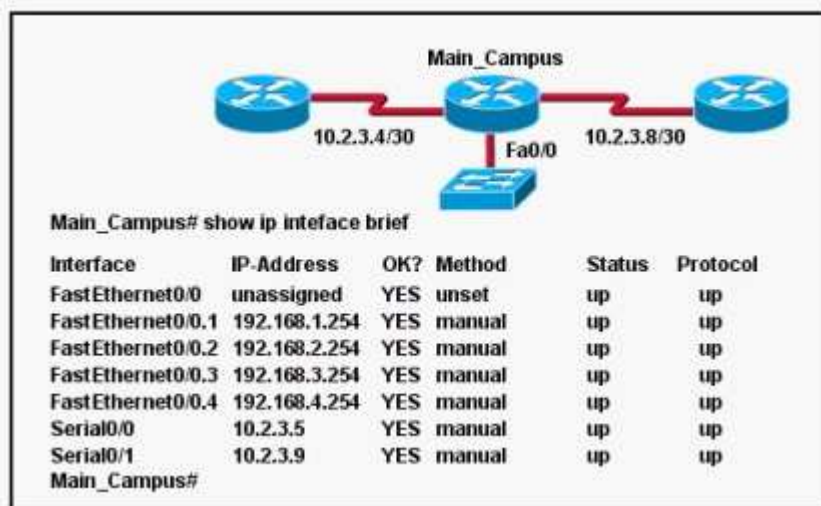 Main_Campus
10.2.3.4/30
10.2.3.8/30
Fa0/0
Main_Campus# show ip inteface brief
Interface IP-Address OK? Method Status Protocol
FastEthernet0/0 unassigned YES unset up up
FastEthernet0/0.1 192.168.1.254 YES manual up up
FastEthernet0/0.2 192.168.2.254 YES manual up up
FastEthernet0/0.3 192.168.3.254 YES manual up up
FastEthernet0/0.4 192.168.4.254 YES manual up up
Serial0/0 10.2.3.5 YES manual up up
Serial0/1 10.2.3.9 YES manual up up
Main_Campus#